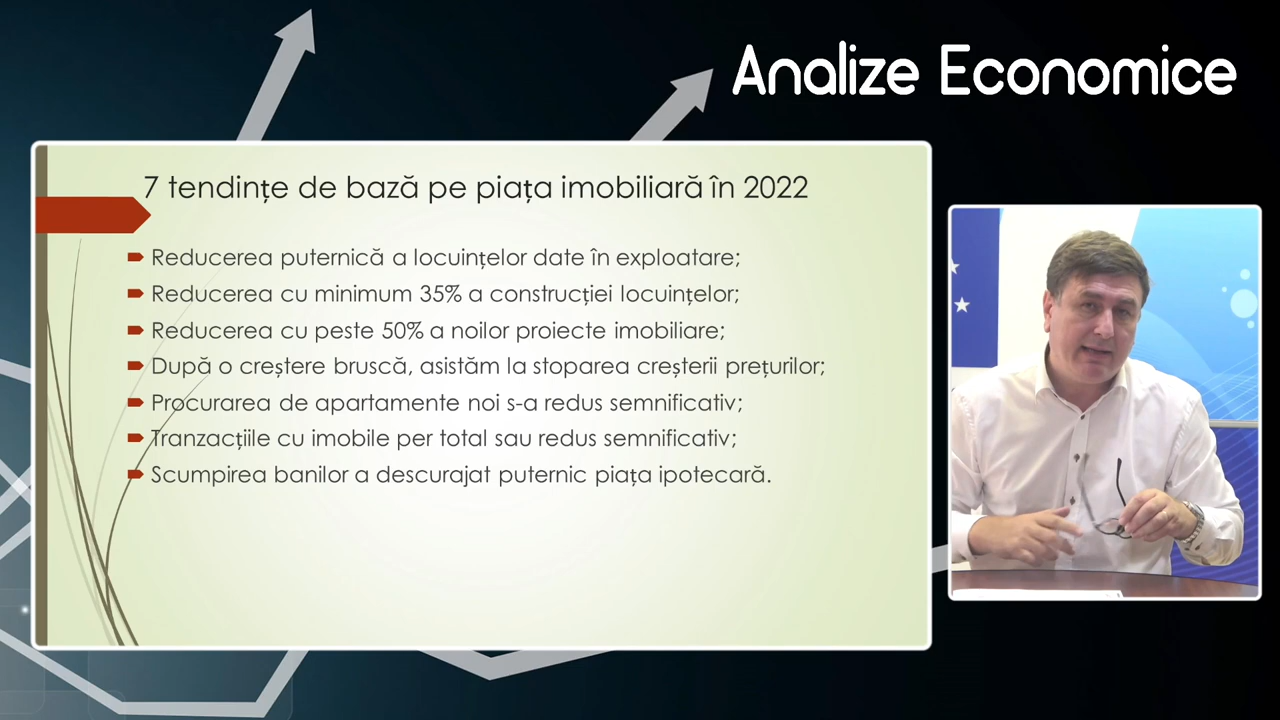 Analize Economice
7 tendințe de bază pe piața imobiliară în 2022
Reducerea puternică a locuințelor date în exploatare;
Reducerea cu minimum 35% a construcției locuințelor;
Reducerea cu peste 50% a noilor proiecte imobiliare;
După o creștere bruscă, asistăm la stoparea creșterii prețurilor;
Procurarea de apartamente noi s-a redus semnificativ;
Tranzacțiile cu imobile per total sau redus semnificativ;
Scumpirea banilor a descurajat puternic piața ipotecară.